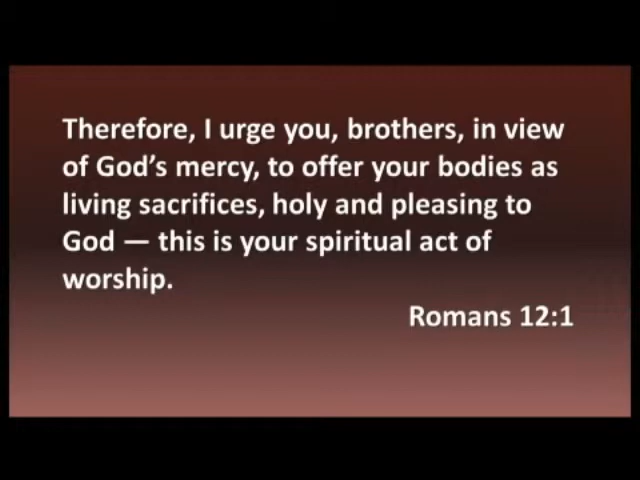 Therefore, I urge you, brothers, in view
of God’s mercy, to offer your bodies as
living sacrifices, holy and pleasing to
God — this is your spiritual act of
worship.
Romans 12:1